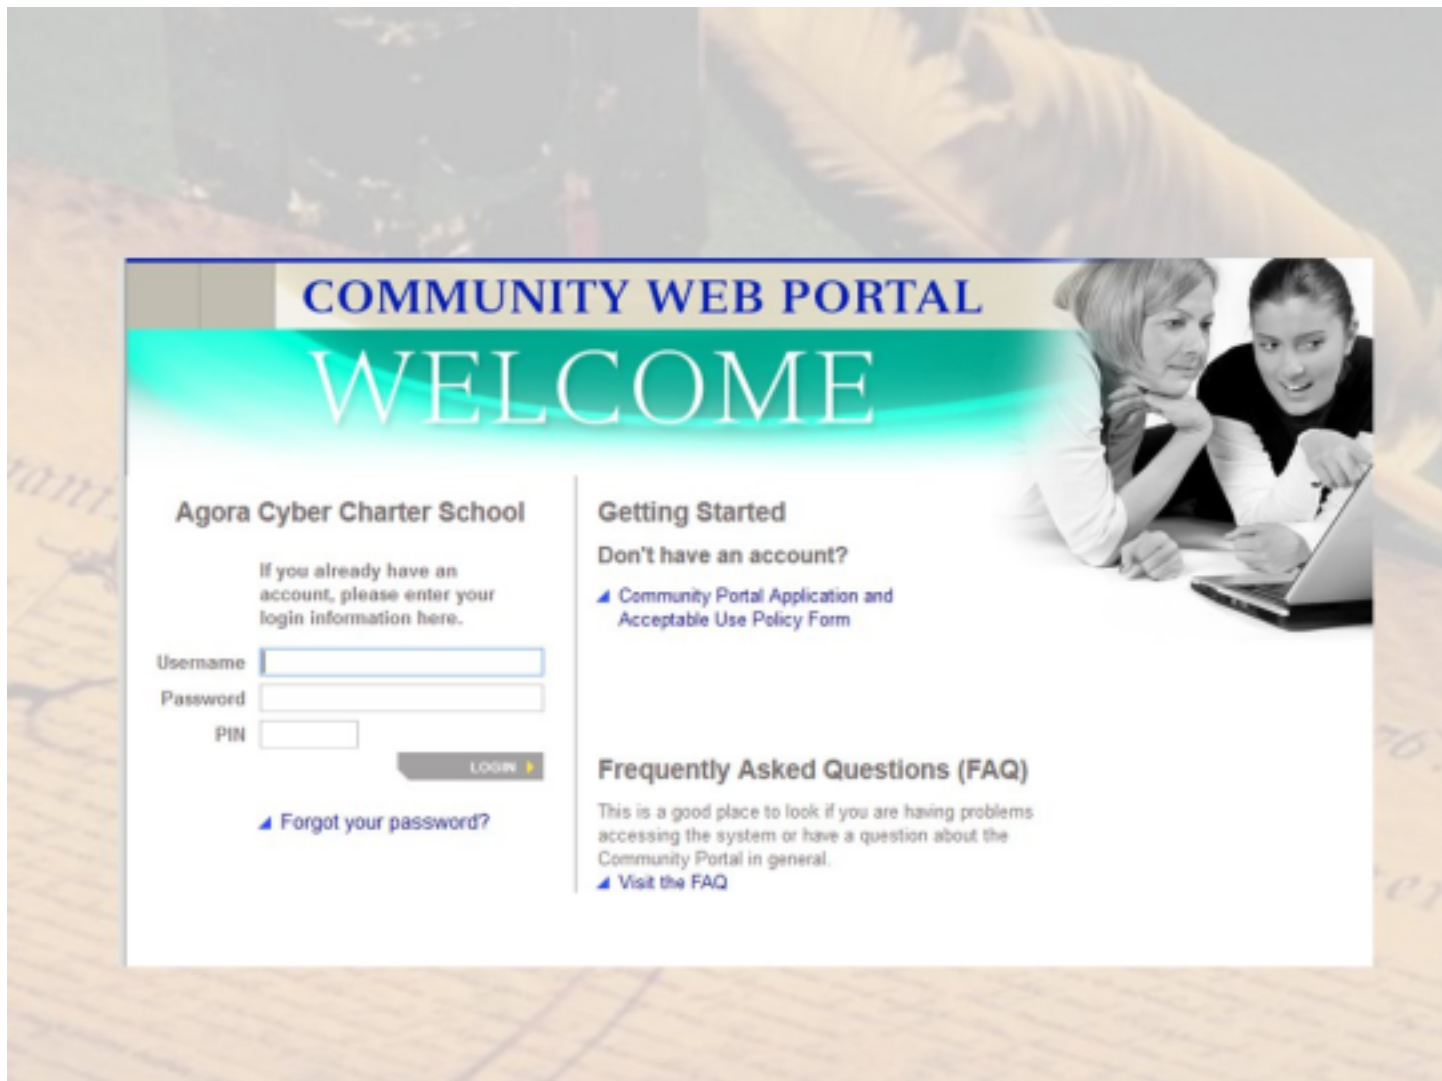 COMMUNITY WEB PORTAL
WELCOME
Agora Cyber Charter School
If you already have an
account, please enter your
login information here.
Username
Password
PIN
LOGIN
Forgot your password?
Getting Started
Don't have an account?
Community Portal Application and
Acceptable Use Policy Form
Frequently Asked Questions (FAQ)
This is a good place to look if you are having problems
accessing the system or have a question about the
Community Portal in general.
Visit the FAQ